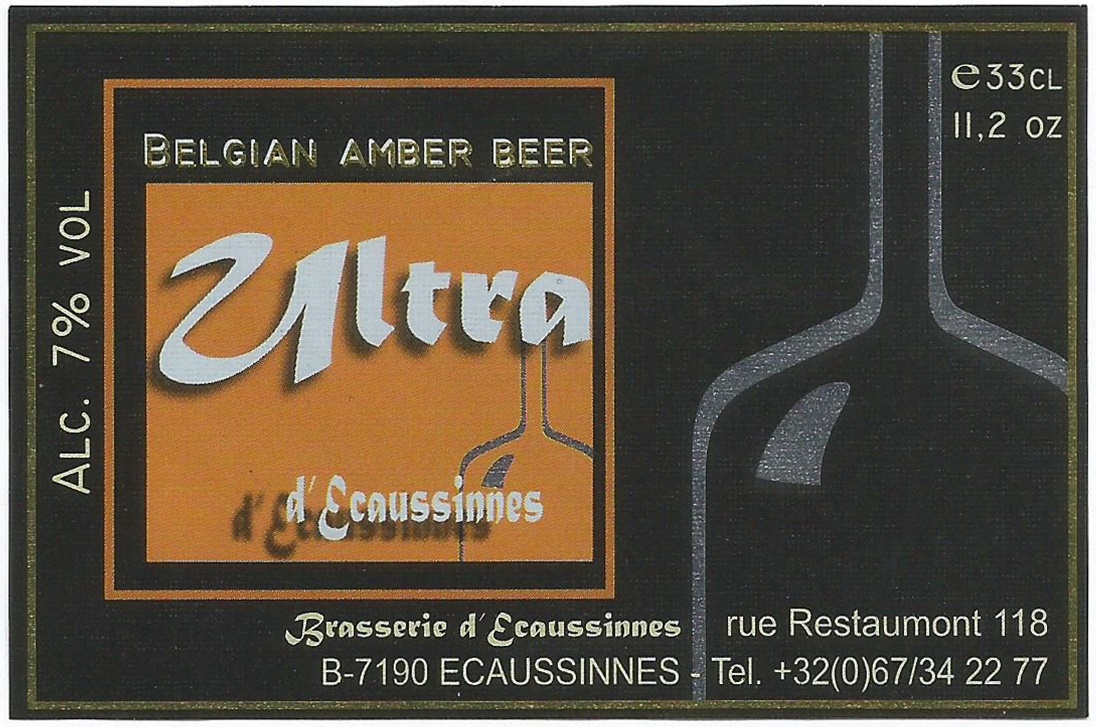 BELGIAN AMBER BEER
Ultra
d'Ecaussinnes
ALC. 7% VOL
e33CL
11,2 OZ
Brasserie d'Ecaussinnes rue Restaumont 118
B-7190 ECAUSSINNES - Tel. +32(0)67/34 22 77